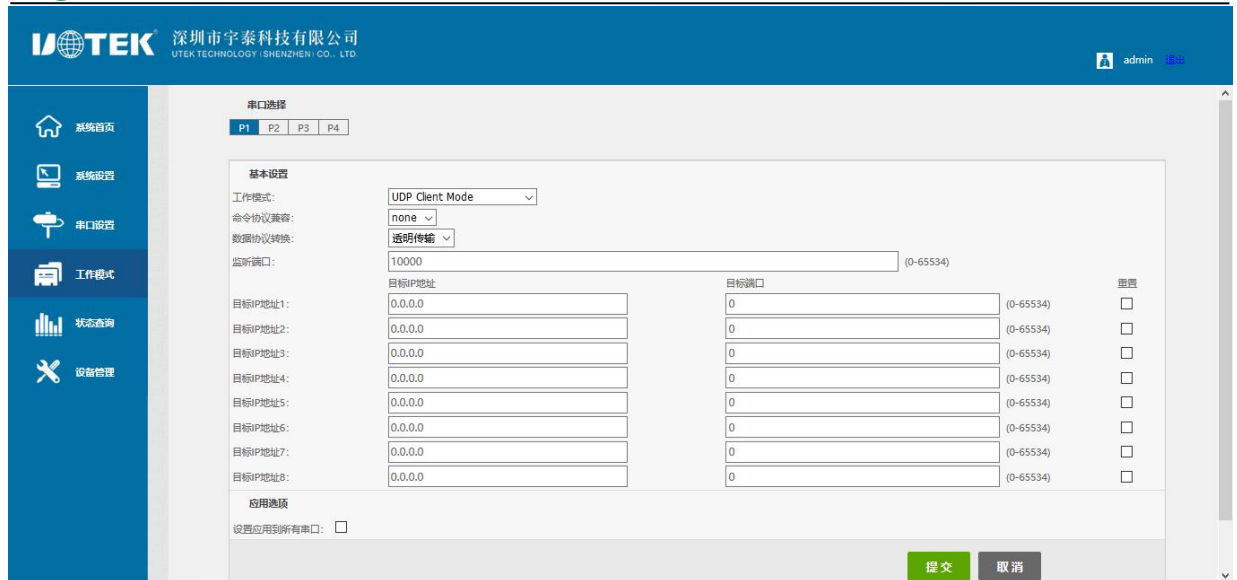 UOTEK® 深圳市宇泰科技有限公司
UTEK TECHNOLOGY (SHENZHEN) CO., LTD.
admin 退出
系统首页
系统设置
串口设置
工作模式
状态查询
设备管理
串口选择
P1 P2 P3 P4
基本设置
工作模式: UDP Client Mode
命令协议兼容: none
数据协议转换: 透明传输
监听端口: 10000 (0-65534)
目标IP地址 目标端口 重置
目标IP地址1: 0.0.0.0 0 (0-65534)
目标IP地址2: 0.0.0.0 0 (0-65534)
目标IP地址3: 0.0.0.0 0 (0-65534)
目标IP地址4: 0.0.0.0 0 (0-65534)
目标IP地址5: 0.0.0.0 0 (0-65534)
目标IP地址6: 0.0.0.0 0 (0-65534)
目标IP地址7: 0.0.0.0 0 (0-65534)
目标IP地址8: 0.0.0.0 0 (0-65534)
应用选项
设置应用到所有串口:
提交 取消